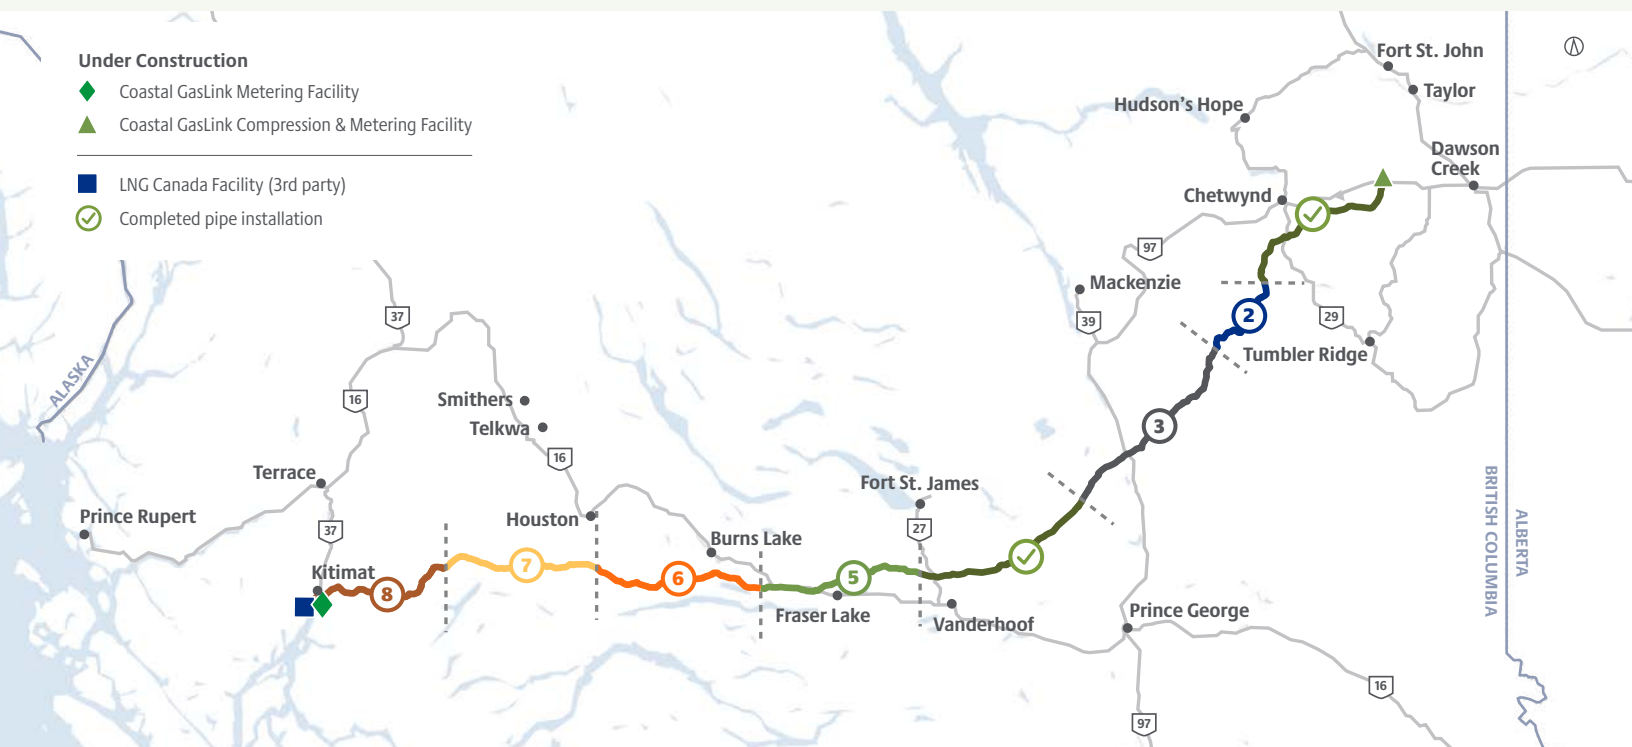 Under Construction
Coastal GasLink Metering Facility
Coastal GasLink Compression & Metering Facility
LNG Canada Facility (3rd party)
Completed pipe installation
Fort St. John
Taylor
Hudson's Hope
Dawson
Creek
Chetwynd
97
Mackenzie
39
2
29
Tumbler Ridge
37
ALASKA
16
Smithers
Telkwa
16
3
Terrace
Prince Rupert
37
Houston
Fort St. James
27
Burns Lake
BRITISH COLUMBIA
ALBERTA
Kitimat
8
7
6
5
Fraser Lake
Vanderhoof
Prince George
16
97